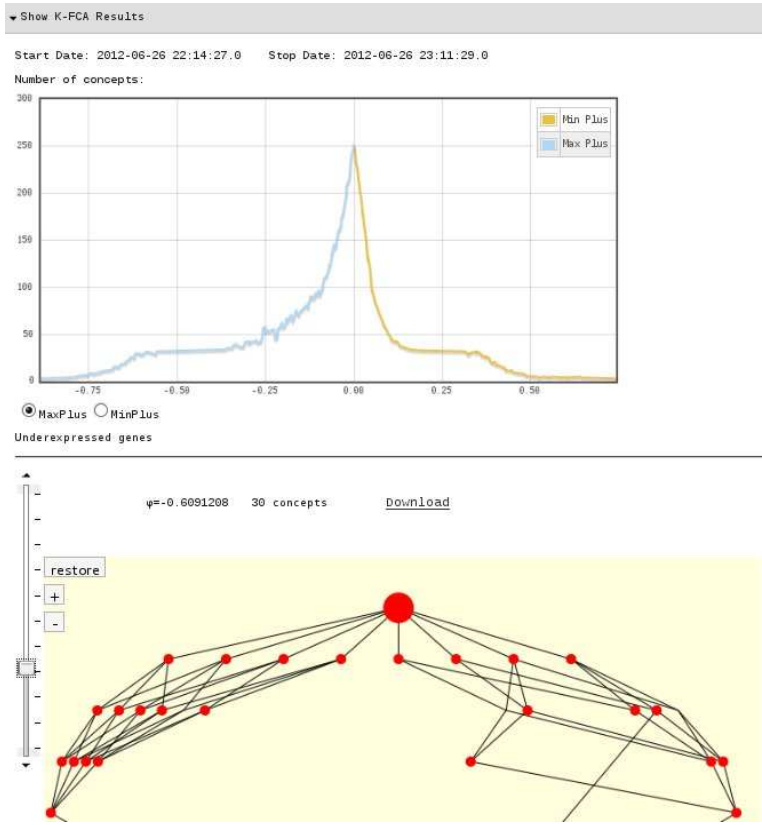 Show K-FCA Results
Start Date: 2012-06-26 22:14:27.0 Stop Date: 2012-06-26 23:11:29.0
Number of concepts:
300
250
200
150
100
50
0
Min Plus
Max Plus
-0.75 -0.50 -0.25 0.00 0.25 0.50
MaxPlus MinPlus
Underexpressed genes
φ=-0.6091208 30 concepts Download
restore
+
-